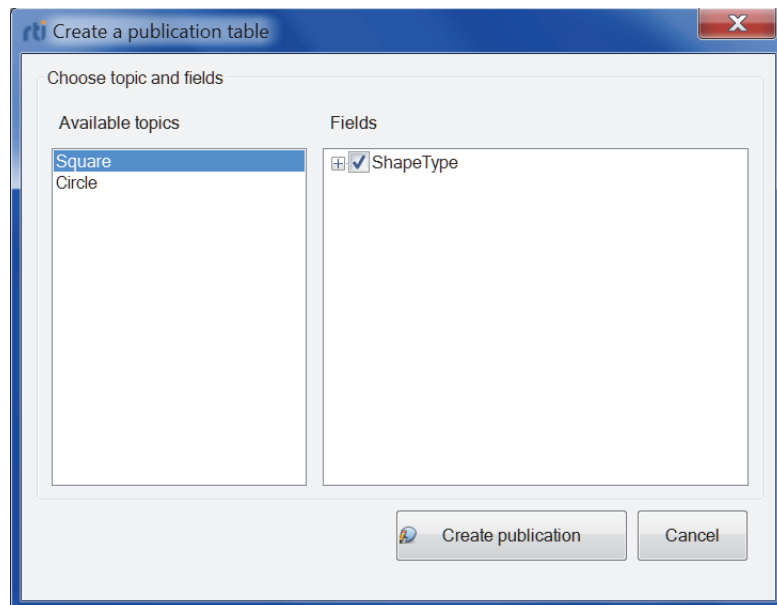 rti Create a publication table
Choose topic and fields
Available topics
Fields
Square
Circle
ShapeType
Create publication
Cancel